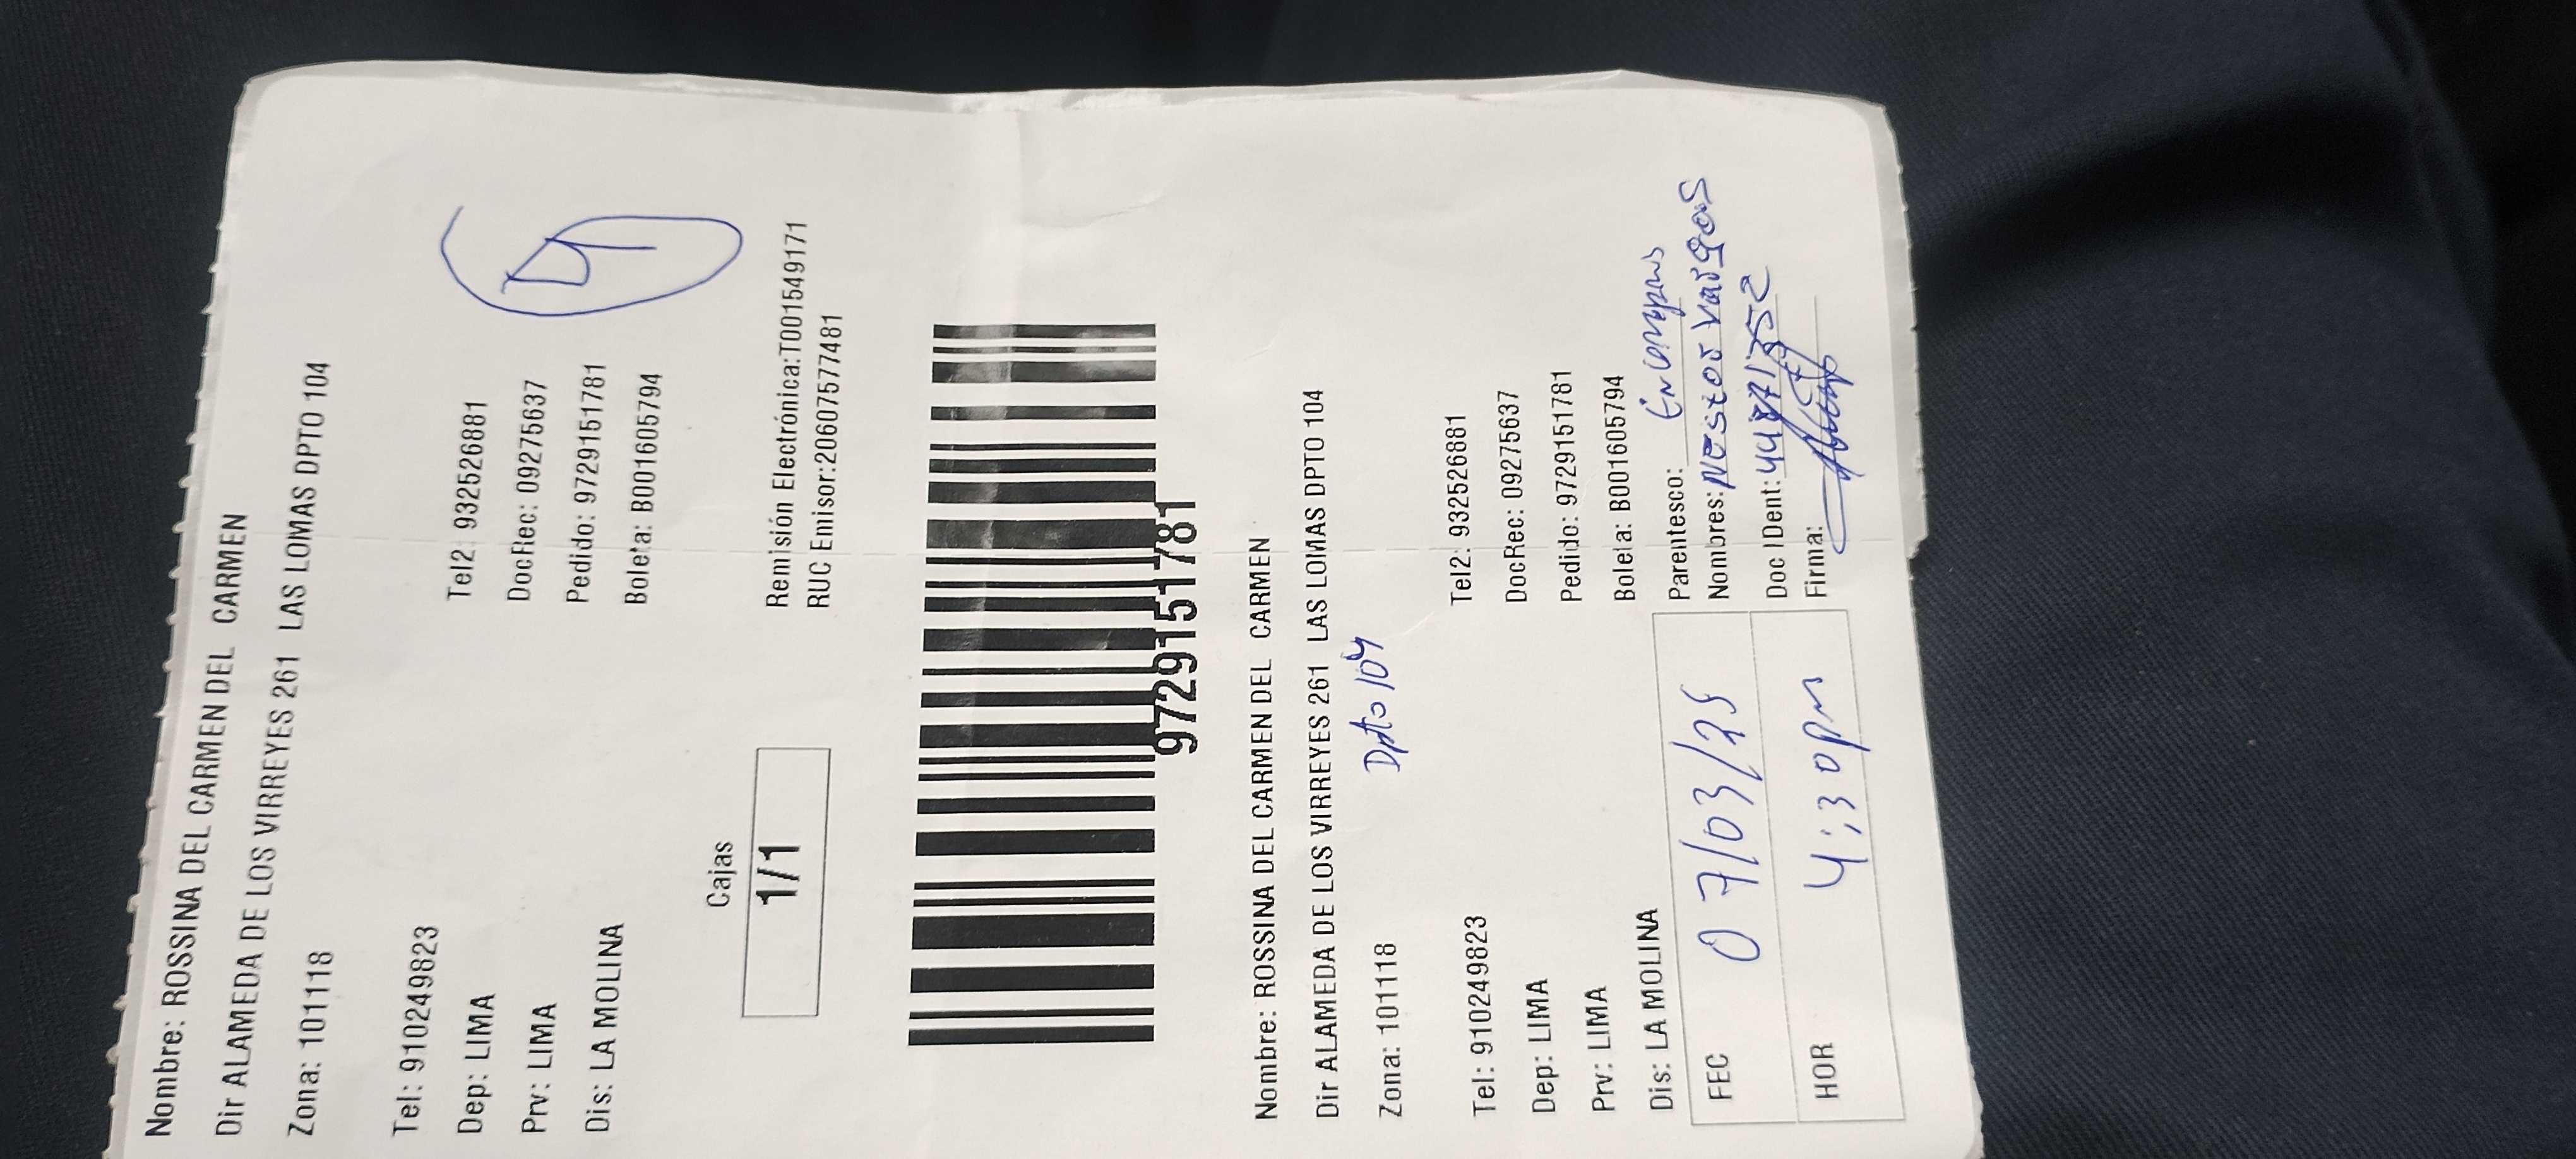 Nombre: ROSSINA DEL CARMEN DEL CARMEN
Dir ALAMEDA DE LOS VIRREYES 261 LAS LOMAS DPTO 104
Zona: 101118
Tel: 910249823 Tel2: 932526881
Dep: LIMA DocRec: 09275637
Prv: LIMA Pedido: 9729151781
Dis: LA MOLINA Boleta: B001605794
4
Cajas
1/1
Remisión Electrónica:T001549171
RUC Emisor:20607577481
9729151781
Nombre: ROSSINA DEL CARMEN DEL CARMEN
Dir ALAMEDA DE LOS VIRREYES 261 LAS LOMAS DPTO 104
Zona: 101118 Dpto 104
Tel: 910249823 Tel2: 932526881
Dep: LIMA DocRec: 09275637
Prv: LIMA Pedido: 9729151781
Dis: LA MOLINA Boleta: B001605794
FEC 07/03/25
HOR 4:30pm
Parentesco:
Nombres: Nestor Vargas
Doc IDent:
Firma: